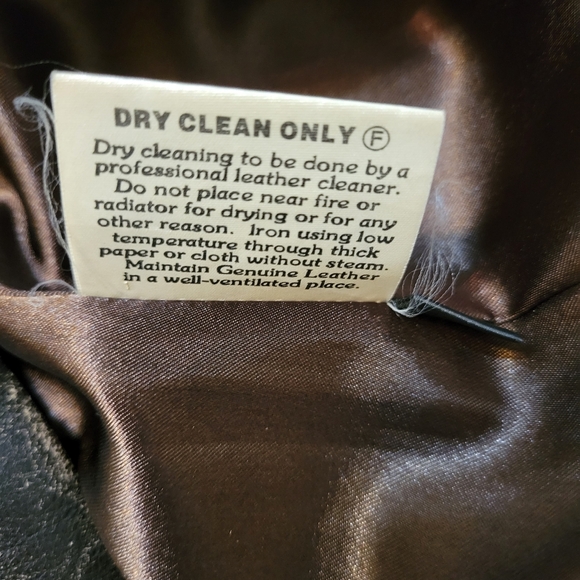 DRY CLEAN ONLY Ⓕ
Dry cleaning to be done by a
professional leather cleaner.
Do not place near fire or
radiator for drying or for any
other reason. Iron using low
temperature through thick
paper or cloth without steam.
Maintain Genuine Leather
in a well-ventilated place.